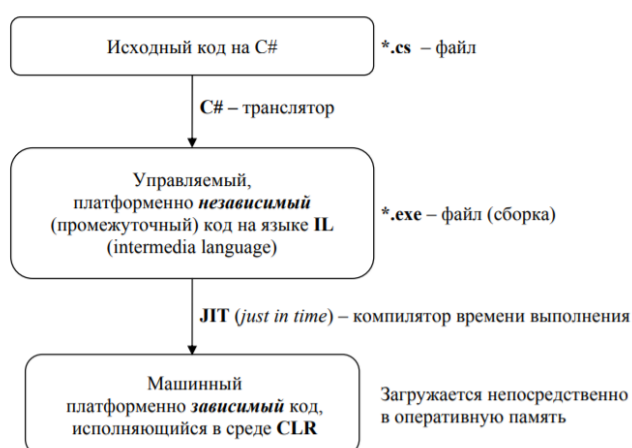 Исходный код на C#
*.cs – файл
C# – транслятор
Управляемый,
платформенно независимый
(промежуточный) код на языке IL
(intermedia language)
*.exe – файл (сборка)
JIT (just in time) – компилятор времени выполнения
Машинный
платформенно зависимый код,
исполняющийся в среде CLR
Загружается непосредственно
в оперативную память